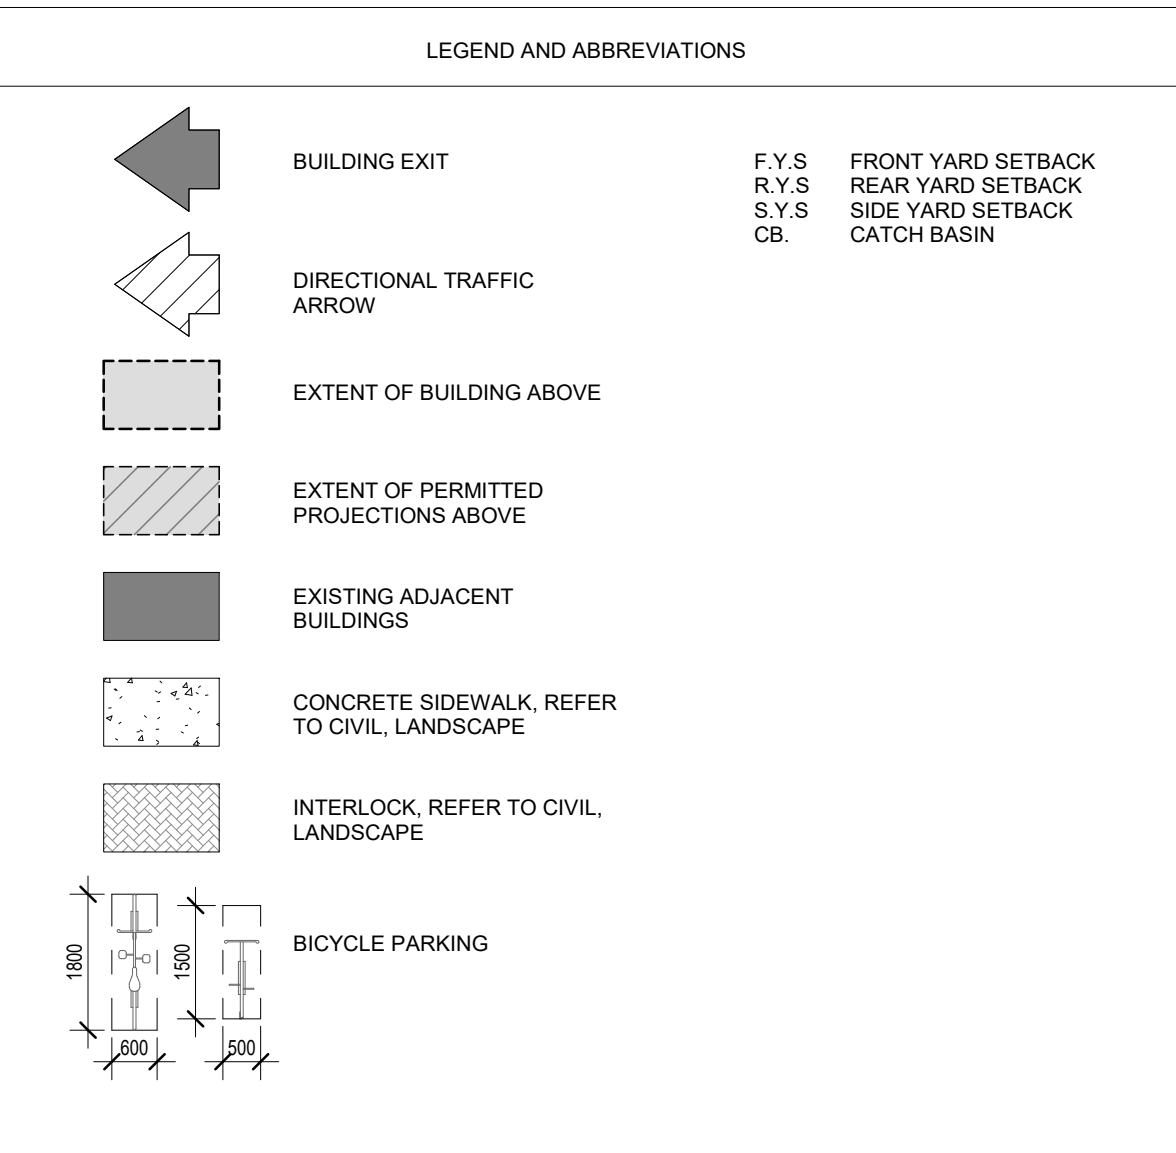 LEGEND AND ABBREVIATIONS
BUILDING EXIT
DIRECTIONAL TRAFFIC
ARROW
EXTENT OF BUILDING ABOVE
EXTENT OF PERMITTED
PROJECTIONS ABOVE
EXISTING ADJACENT
BUILDINGS
CONCRETE SIDEWALK, REFER
TO CIVIL, LANDSCAPE
INTERLOCK, REFER TO CIVIL,
LANDSCAPE
1800
1500
BICYCLE PARKING
600
500
F.Y.S FRONT YARD SETBACK
R.Y.S REAR YARD SETBACK
S.Y.S SIDE YARD SETBACK
CB. CATCH BASIN